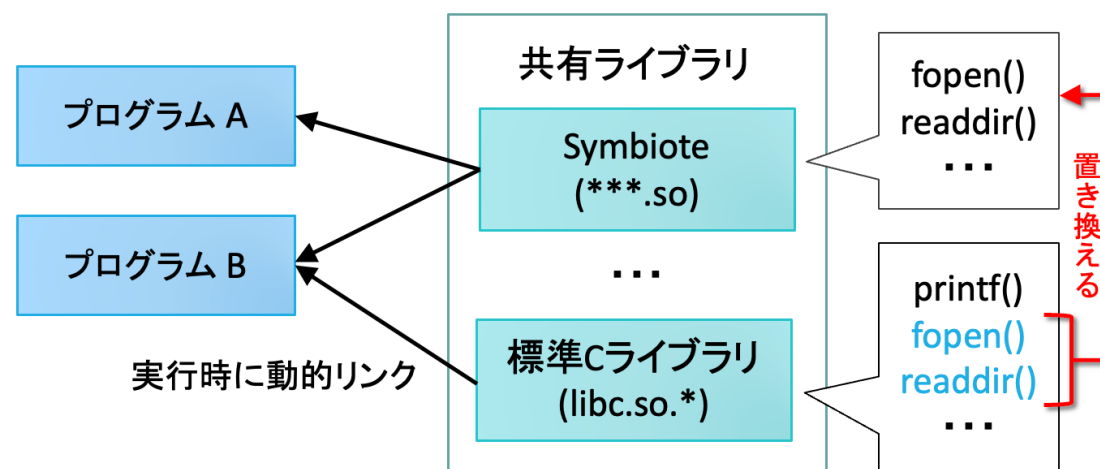 共有ライブラリ
プログラム A
プログラム B
実行時に動的リンク
Symbiote
(***.so)
...
標準Cライブラリ
(libc.so.*)
fopen()
readdir()
...
置き換える
printf()
fopen()
readdir()
...